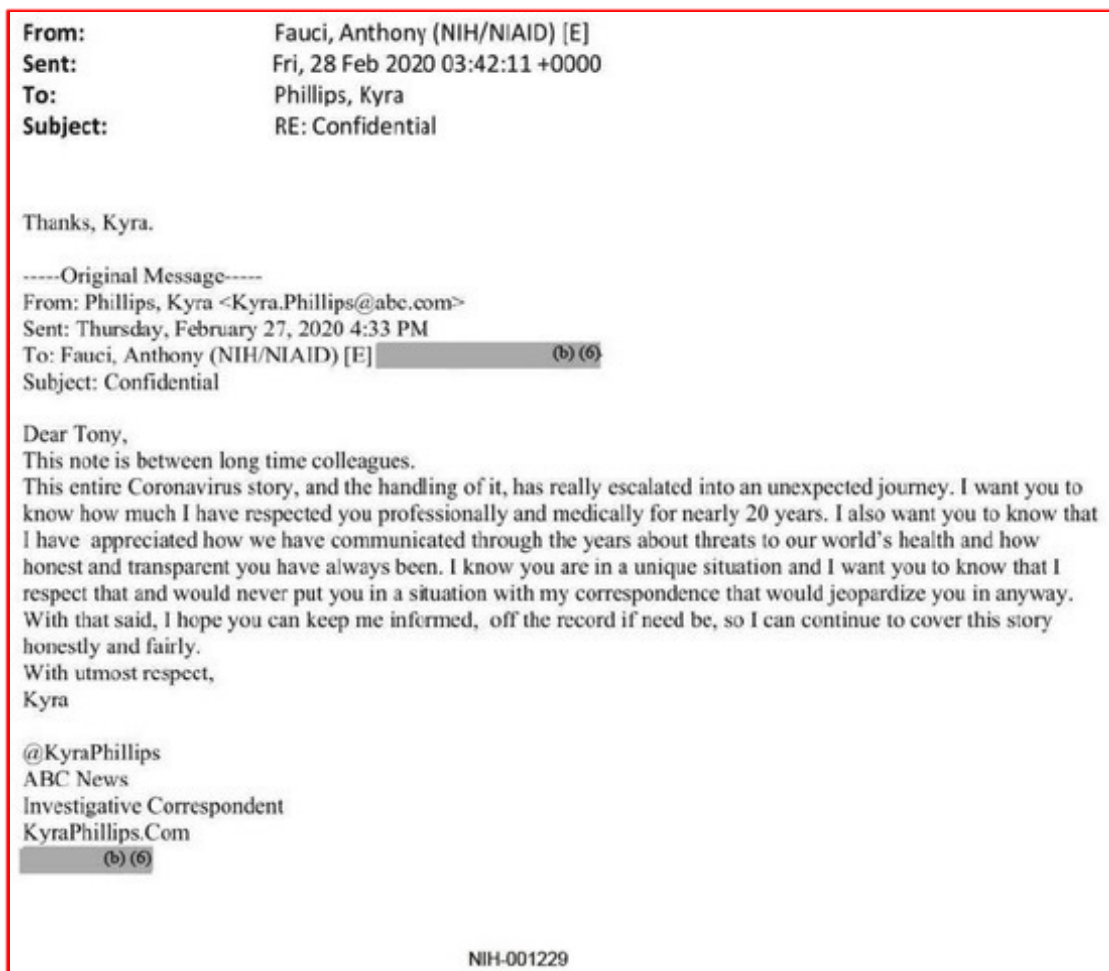 From: Fauci, Anthony (NIH/NIAID) [E]
Sent: Fri, 28 Feb 2020 03:42:11 +0000
To: Phillips, Kyra
Subject: RE: Confidential
Thanks, Kyra.
-----Original Message-----
From: Phillips, Kyra <Kyra.Phillips@abc.com>
Sent: Thursday, February 27, 2020 4:33 PM
To: Fauci, Anthony (NIH/NIAID) [E] (b) (6)
Subject: Confidential
Dear Tony,
This note is between long time colleagues.
This entire Coronavirus story, and the handling of it, has really escalated into an unexpected journey. I want you to
know how much I have respected you professionally and medically for nearly 20 years. I also want you to know that
I have appreciated how we have communicated through the years about threats to our world's health and how
honest and transparent you have always been. I know you are in a unique situation and I want you to know that I
respect that and would never put you in a situation with my correspondence that would jeopardize you in anyway.
With that said, I hope you can keep me informed, off the record if need be, so I can continue to cover this story
honestly and fairly.
With utmost respect,
Kyra
@KyraPhillips
ABC News
Investigative Correspondent
KyraPhillips.Com
(b) (6)
NIH-001229